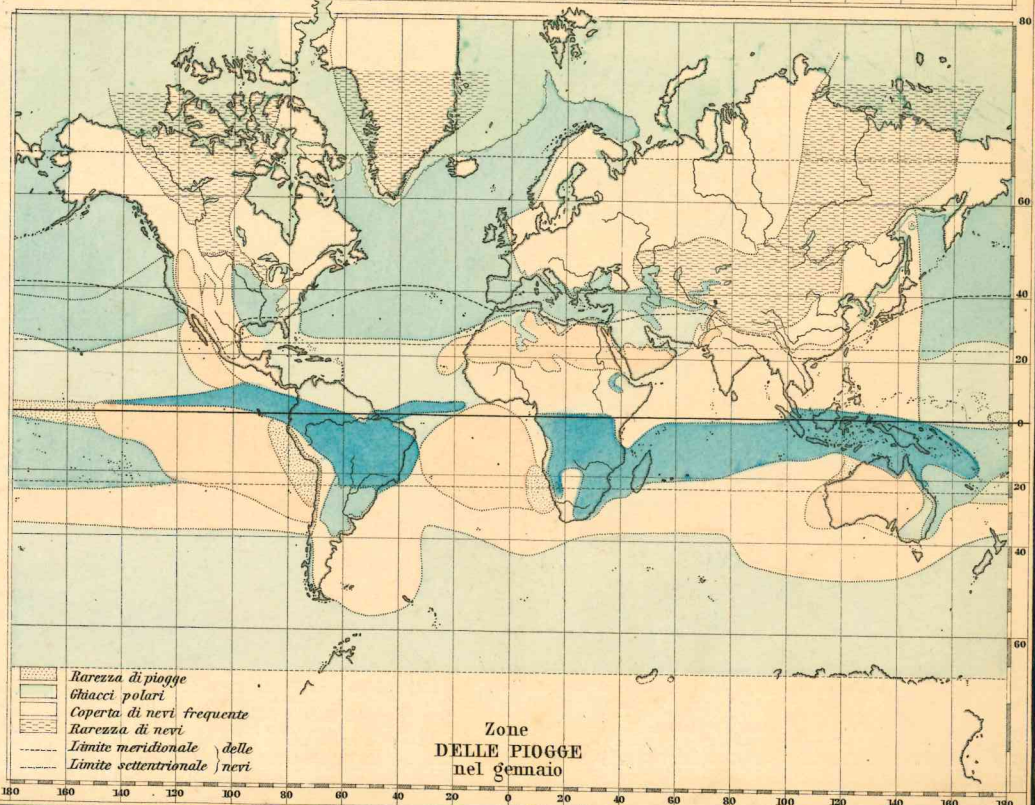 80
60
40
20
0
20
40
60
Rarezza di piogge
Ghiacci polari
Coperta di nevi frequente
Rarezza di nevi
Limite meridionale } delle
Limite settentrionale } nevi
Zone
DELLE PIOGGE
nel gennaio
180 160 140 120 100 80 60 40 20 0 20 40 60 80 100 120 140 160 180